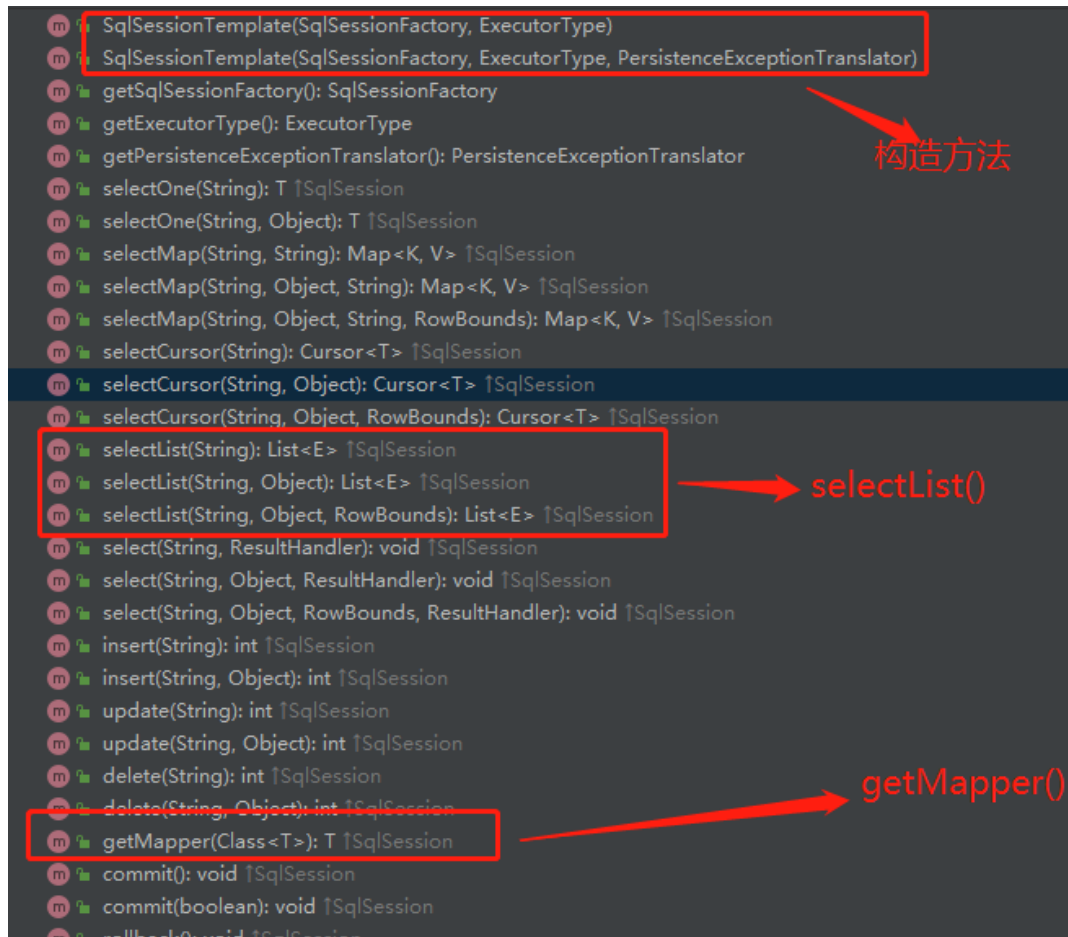 SqlSessionTemplate(SqlSessionFactory, ExecutorType)
SqlSessionTemplate(SqlSessionFactory, ExecutorType, PersistenceExceptionTranslator)
getSqlSessionFactory(): SqlSessionFactory
getExecutorType(): ExecutorType
构造方法
getPersistenceExceptionTranslator(): PersistenceExceptionTranslator
selectOne(String): T ↑SqlSession
selectOne(String, Object): T ↑SqlSession
selectMap(String, String): Map<K, V> ↑SqlSession
selectMap(String, Object, String): Map<K, V> ↑SqlSession
selectMap(String, Object, String, RowBounds): Map<K, V> ↑SqlSession
selectCursor(String): Cursor<T> ↑SqlSession
selectCursor(String, Object): Cursor<T> ↑SqlSession
selectCursor(String, Object, RowBounds): Cursor<T> ↑SqlSession
selectList(String): List<E> ↑SqlSession
selectList(String, Object): List<E> ↑SqlSession
selectList()
selectList(String, Object, RowBounds): List<E> ↑SqlSession
select(String, ResultHandler): void ↑SqlSession
select(String, Object, ResultHandler): void ↑SqlSession
select(String, Object, RowBounds, ResultHandler): void ↑SqlSession
insert(String): int ↑SqlSession
insert(String, Object): int ↑SqlSession
update(String): int ↑SqlSession
update(String, Object): int ↑SqlSession
delete(String): int ↑SqlSession
getMapper()
delete(String, Object): int ↑SqlSession
getMapper(Class<T>): T ↑SqlSession
commit(): void ↑SqlSession
commit(boolean): void ↑SqlSession
rollback(): void ↑SqlSession